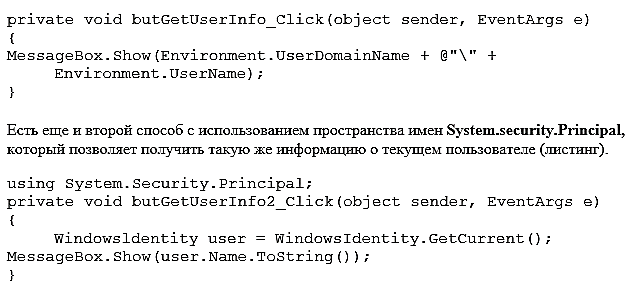 private void butGetUserInfo_Click(object sender, EventArgs e)
{
MessageBox.Show(Environment.UserDomainName + @"\" +
Environment.UserName);
}
Есть еще и второй способ с использованием пространства имен System.security.Principal,
который позволяет получить такую же информацию о текущем пользователе (листинг).
using System.Security.Principal;
private void butGetUserInfo2_Click(object sender, EventArgs e)
{
Windowsldentity user = WindowsIdentity.GetCurrent();
MessageBox.Show(user.Name.ToString());
}